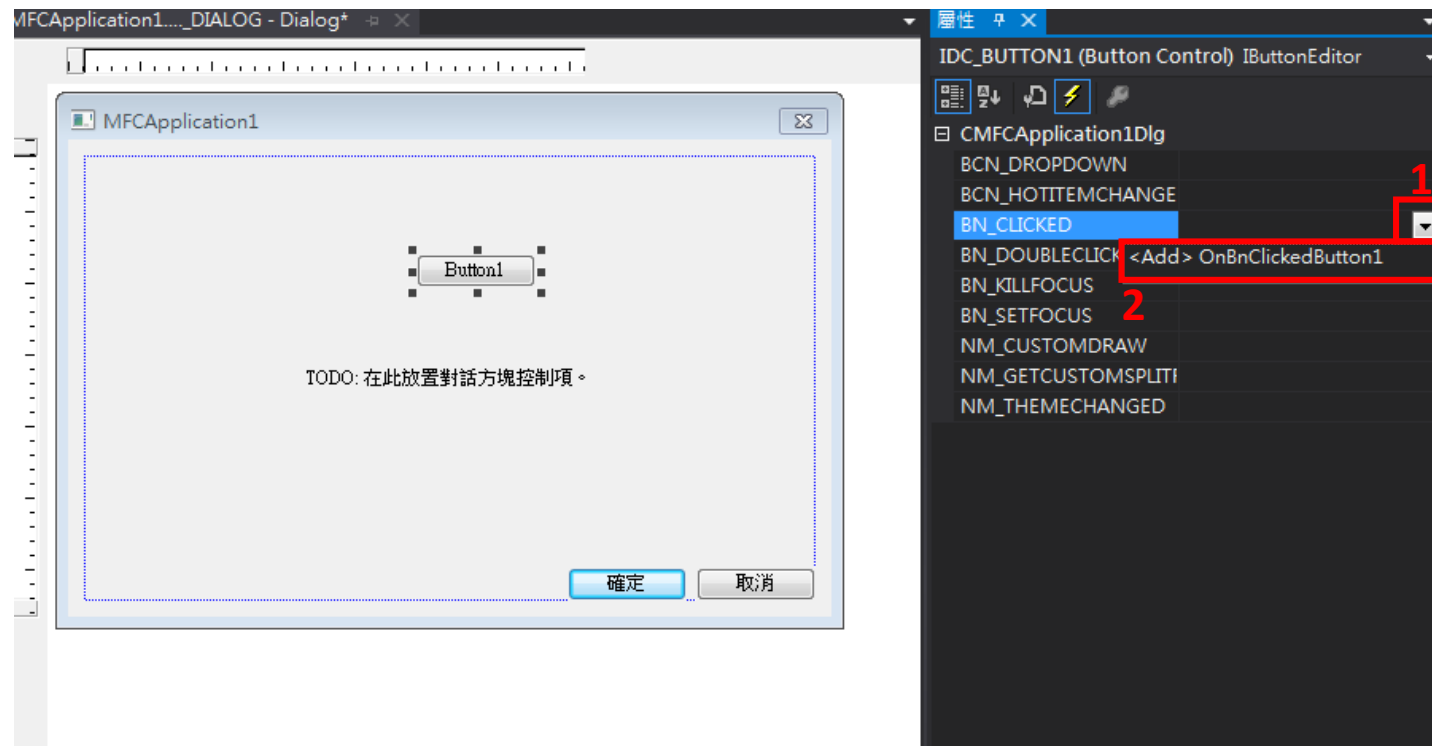 MFCApplication1...._DIALOG - Dialog*
MFCApplication1
Button1
TODO: 在此放置對話方塊控制項。
確定
取消
屬性
IDC_BUTTON1 (Button Control) IButtonEditor
CMFCApplication1Dlg
BCN_DROPDOWN
BCN_HOTITEMCHANGE
1
BN_CLICKED
BN_DOUBLECLICK
<Add> OnBnClickedButton1
BN_KILLFOCUS
2
BN_SETFOCUS
NM_CUSTOMDRAW
NM_GETCUSTOMSPLIT
NM_THEMECHANGED